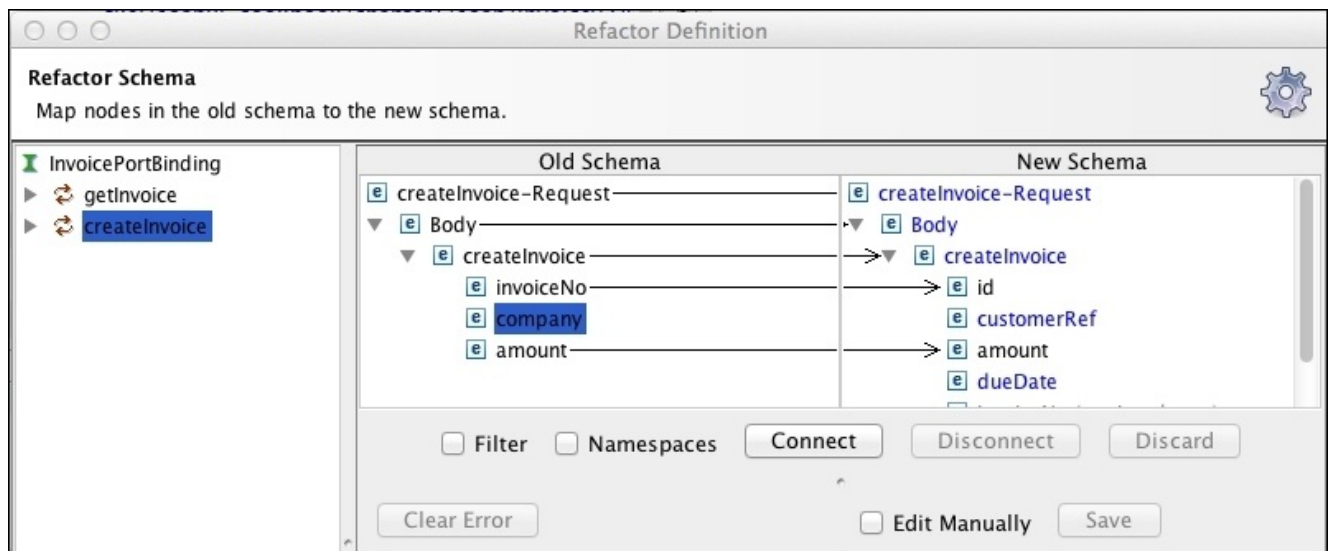 Refactor Definition
Refactor Schema
Map nodes in the old schema to the new schema.
InvoicePortBinding
getInvoice
createInvoice
Old Schema
createInvoice-Request
Body
createInvoice
invoiceNo
company
amount
New Schema
createInvoice-Request
Body
createInvoice
id
customerRef
amount
dueDate
Filter
Namespaces
Connect
Disconnect
Discard
Clear Error
Edit Manually
Save